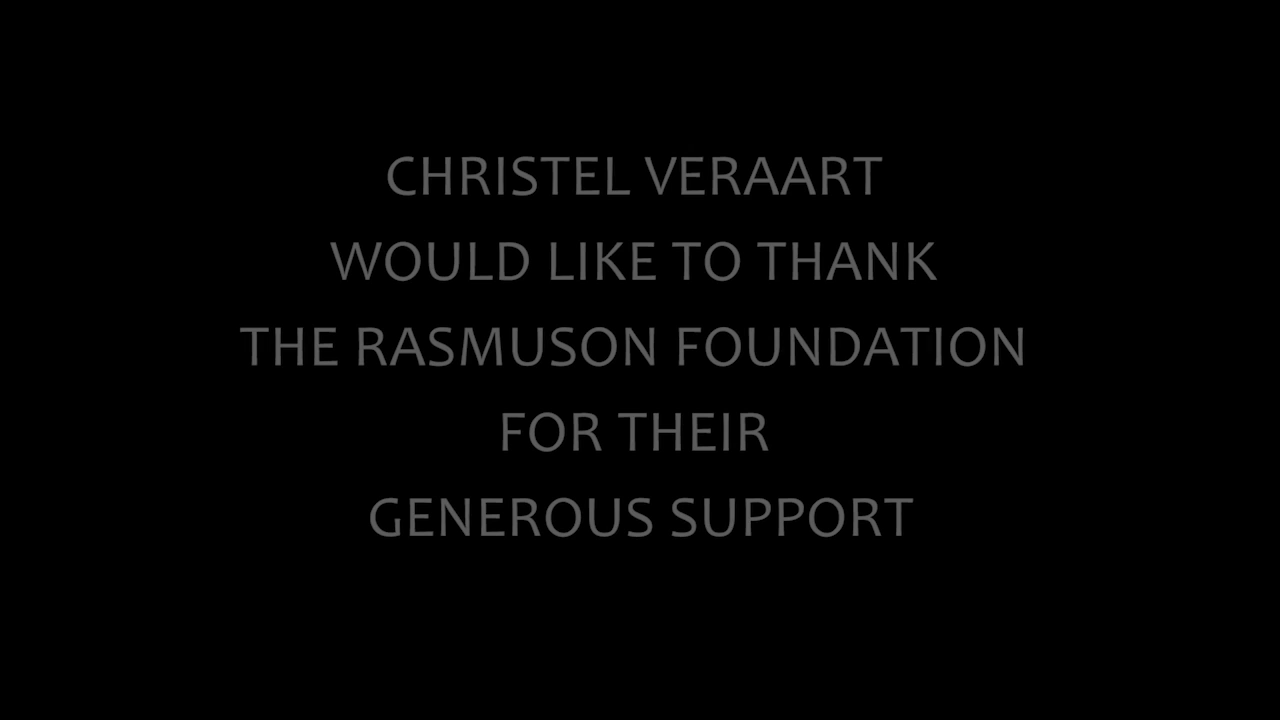 CHRISTEL VERAART
WOULD LIKE TO THANK
THE RASMUSON FOUNDATION
FOR THEIR
GENEROUS SUPPORT